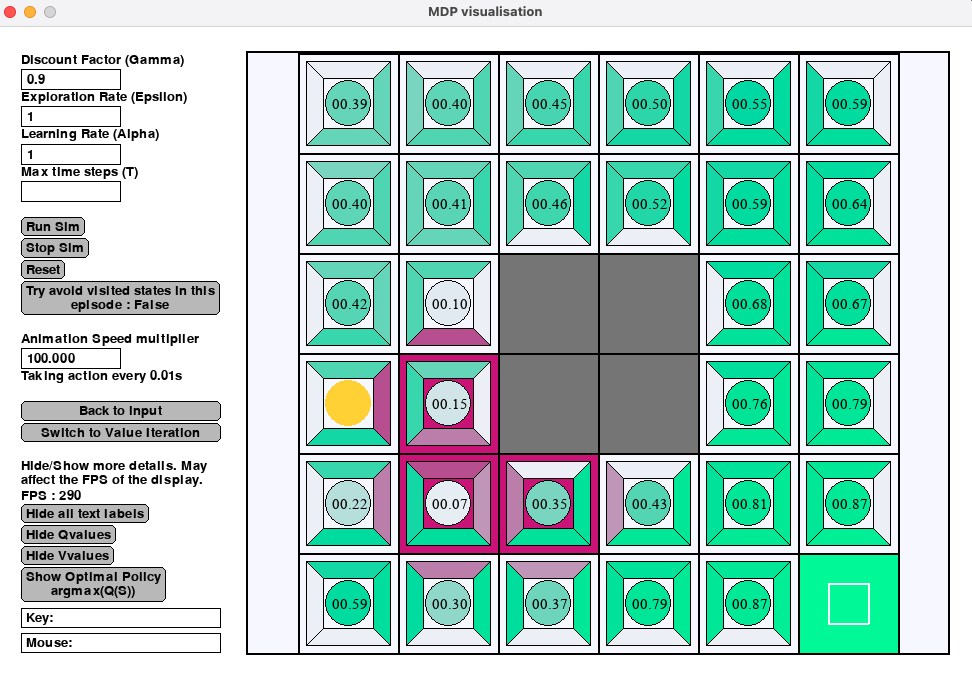 MDP visualisation
Discount Factor (Gamma)
0.9
Exploration Rate (Epsilon)
1
Learning Rate (Alpha)
1
Max time steps (T)
Run Sim
Stop Sim
Reset
Try avoid visited states in this
episode : False
Animation Speed multiplier
100.000
Taking action every 0.01s
Back to input
Switch to Value Iteration
Hide/Show more details. May
affect the FPS of the display.
FPS : 290
Hide all text labels
Hide Qvalues
Hide Vvalues
Show Optimal Policy
argmax(Q(S))
Key:
Mouse:
00.39 00.40 00.45 00.50 00.55 00.59
00.40 00.41 00.46 00.52 00.59 00.64
00.42 00.10 00.68 00.67
00.15 00.76 00.79
00.22 00.07 00.35 00.43 00.81 00.87
00.59 00.30 00.37 00.79 00.87